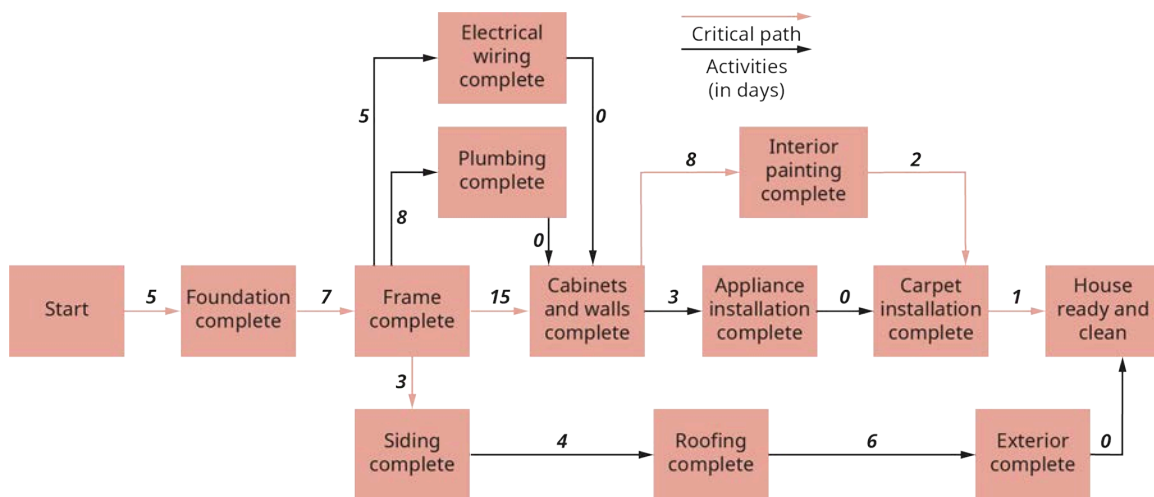 Electrical
wiring
complete
Critical path
Activities
(in days)
5
0
Plumbing
complete
8
0
8
Interior
painting
complete
2
Start
5
Foundation
complete
7
Frame
complete
15
Cabinets
and walls
complete
3
Appliance
installation
complete
0
Carpet
installation
complete
1
House
ready and
clean
3
Siding
complete
4
Roofing
complete
6
Exterior
complete
0